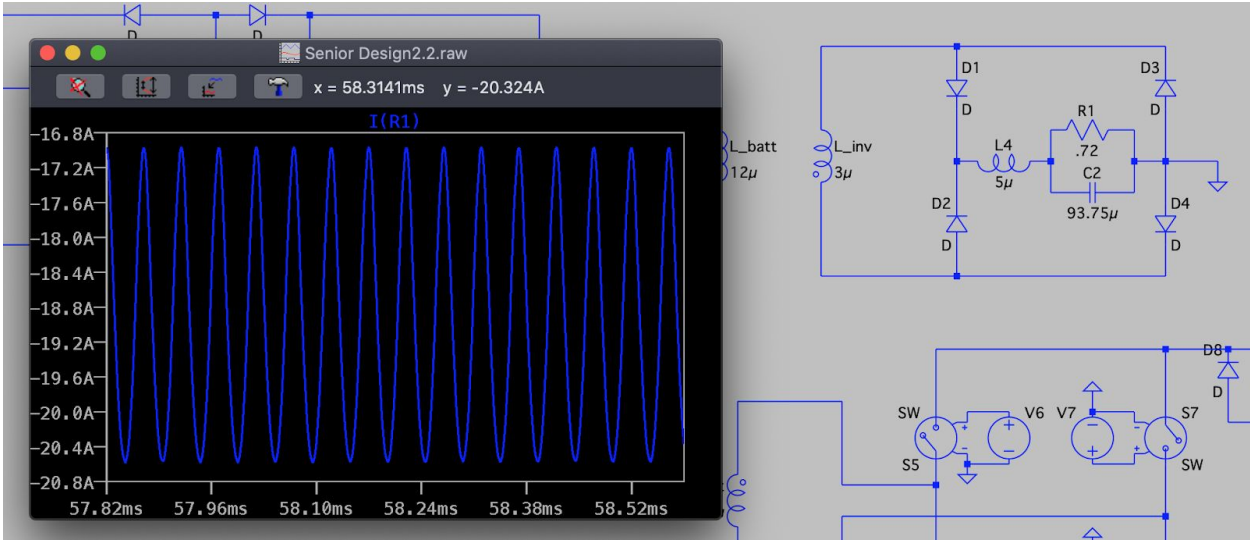 D
D
Senior Design2.2.raw
x = 58.3141ms y = -20.324A
I(R1)
-16.8A
-17.2A
-17.6A
-18.0A
-18.4A
-18.8A
-19.2A
-19.6A
-20.0A
-20.4A
-20.8A
57.82ms 57.96ms 58.10ms 58.24ms 58.38ms 58.52ms
L_batt
12µ
L_inv
3µ
D1
D
D3
D
R1
.72
L4
5µ
C2
93.75µ
D2
D
D4
D
D8
D
SW
S5
V6
V7
S7
SW